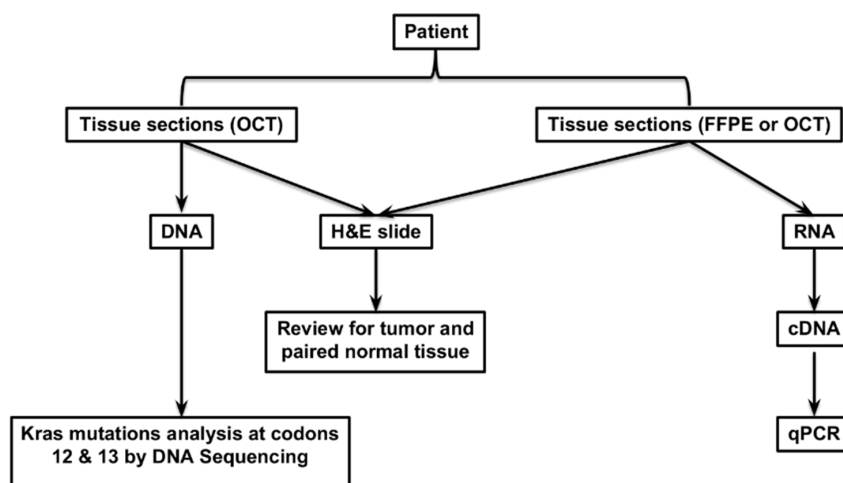 Patient
Tissue sections (OCT)
Tissue sections (FFPE or OCT)
DNA
H&E slide
RNA
Review for tumor and
paired normal tissue
cDNA
Kras mutations analysis at codons
12 & 13 by DNA Sequencing
qPCR